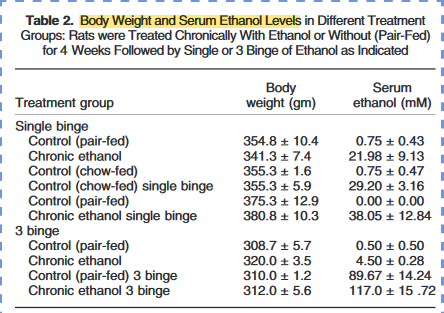 Table 2. Body Weight and Serum Ethanol Levels in Different Treatment
Groups: Rats were Treated Chronically With Ethanol or Without (Pair-Fed)
for 4 Weeks Followed by Single or 3 Binge of Ethanol as Indicated
Body Serum
Treatment group weight (gm) ethanol (mM)
Single binge
Control (pair-fed) 354.8 ± 10.4 0.75 ± 0.43
Chronic ethanol 341.3 ± 7.4 21.98 ± 9.13
Control (chow-fed) 355.3 ± 1.6 0.75 ± 0.47
Control (chow-fed) single binge 355.3 ± 5.9 29.20 ± 3.16
Control (pair-fed) 375.3 ± 12.9 0.00 ± 0.00
Chronic ethanol single binge 380.8 ± 10.3 38.05 ± 12.84
3 binge
Control (pair-fed) 308.7 ± 5.7 0.50 ± 0.50
Chronic ethanol 320.0 ± 3.5 4.50 ± 0.28
Control (pair-fed) 3 binge 310.0 ± 1.2 89.67 ± 14.24
Chronic ethanol 3 binge 312.0 ± 5.6 117.0 ± 15 .72